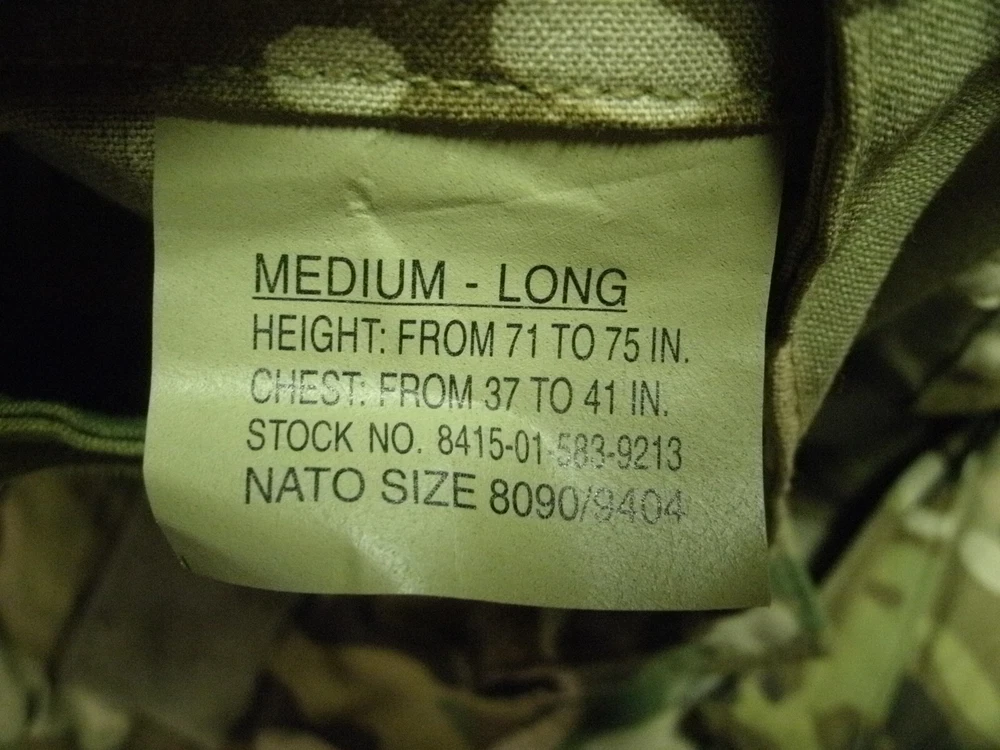 MEDIUM - LONG
HEIGHT: FROM 71 TO 75 IN.
CHEST: FROM 37 TO 41 IN.
STOCK NO. 8415-01-583-9213
NATO SIZE 8090/9404